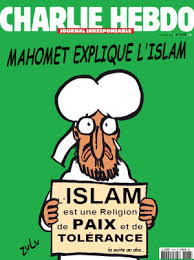 CHARLIE HEBDO
JOURNAL IRRESPONSABLE
MAHOMET EXPLIQUE L'ISLAM
L'ISLAM
est une Religion
de PAIX et de
TOLÉRANCE
la suite au dos...
ZULU